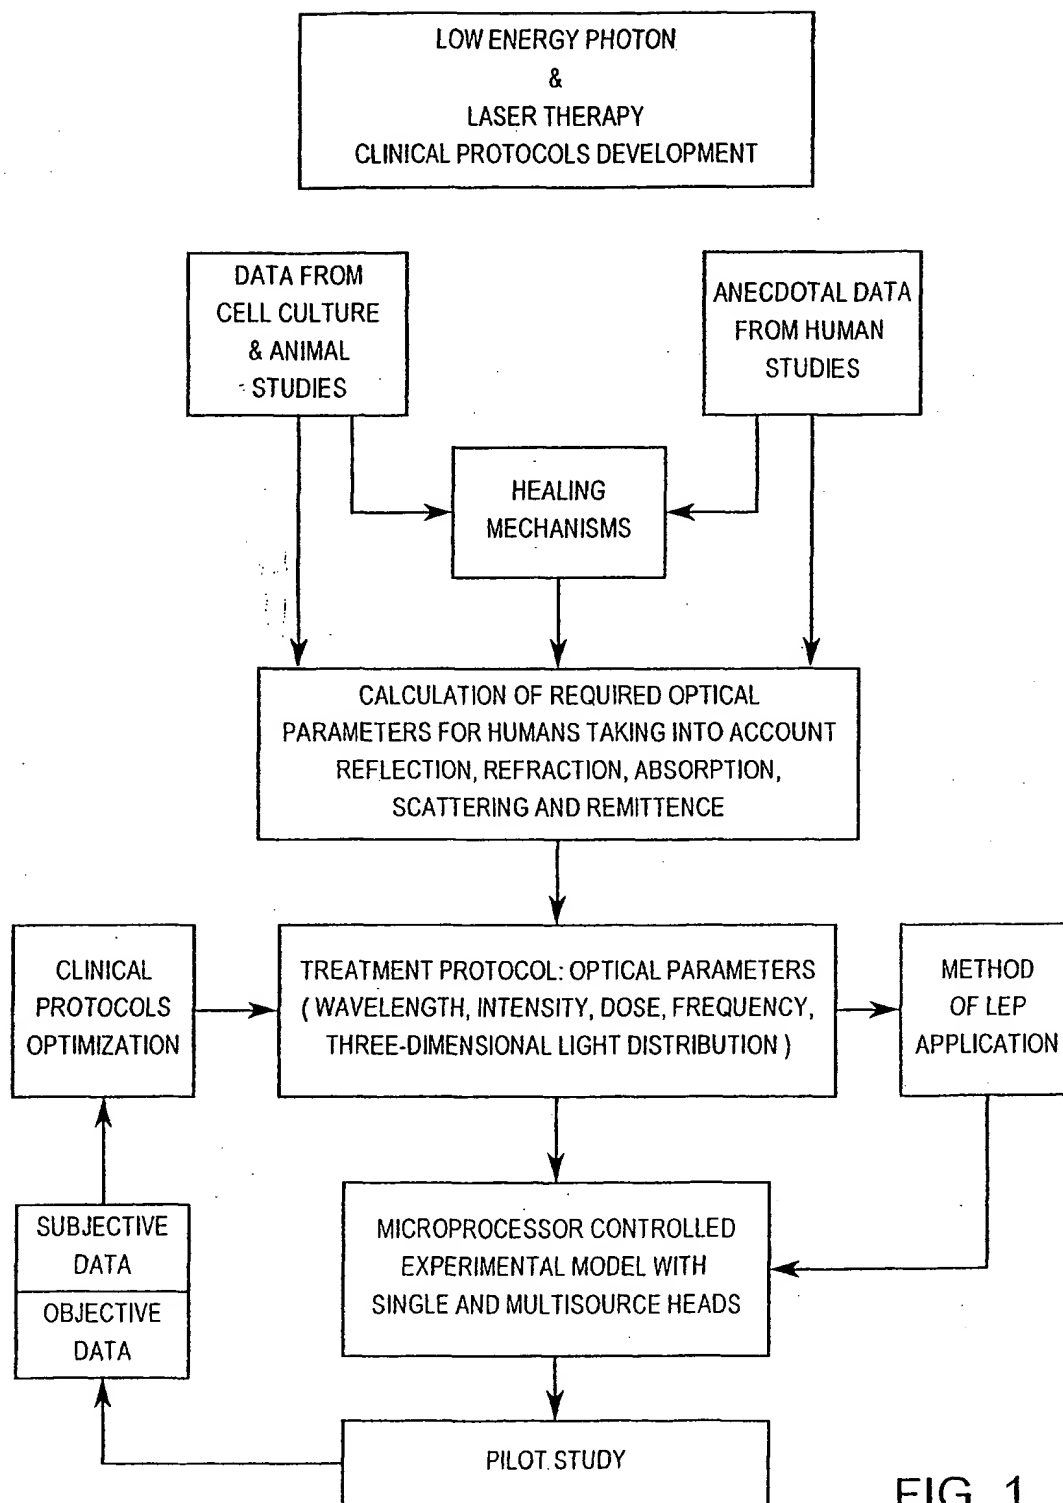 LOW ENERGY PHOTON
&
LASER THERAPY
CLINICAL PROTOCOLS DEVELOPMENT
DATA FROM
CELL CULTURE
& ANIMAL
STUDIES
ANECDOTAL DATA
FROM HUMAN
STUDIES
HEALING
MECHANISMS
CALCULATION OF REQUIRED OPTICAL
PARAMETERS FOR HUMANS TAKING INTO ACCOUNT
REFLECTION, REFRACTION, ABSORPTION,
SCATTERING AND REMITTENCE
CLINICAL
PROTOCOLS
OPTIMIZATION
TREATMENT PROTOCOL: OPTICAL PARAMETERS
( WAVELENGTH, INTENSITY, DOSE, FREQUENCY,
THREE-DIMENSIONAL LIGHT DISTRIBUTION )
METHOD
OF LEP
APPLICATION
SUBJECTIVE
DATA
OBJECTIVE
DATA
MICROPROCESSOR CONTROLLED
EXPERIMENTAL MODEL WITH
SINGLE AND MULTISOURCE HEADS
PILOT STUDY
FIG. 1